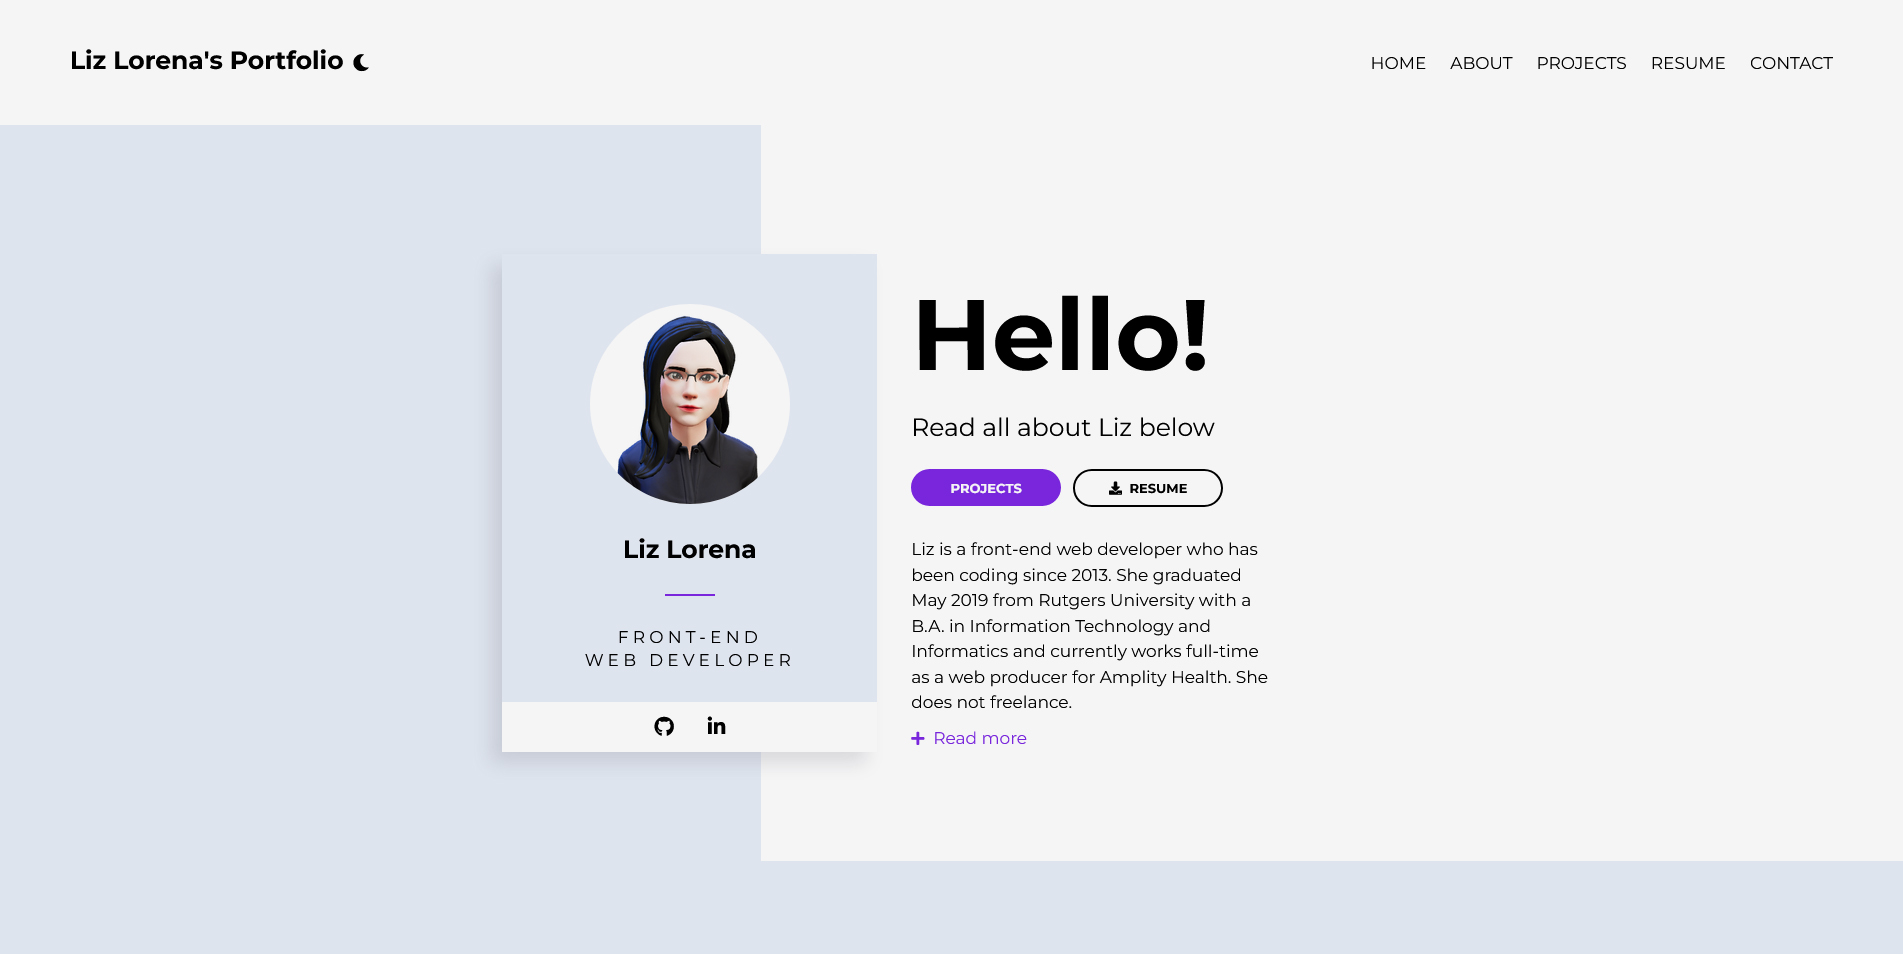 Liz Lorena's Portfolio
HOME ABOUT PROJECTS RESUME CONTACT
Liz Lorena
FRONT-END
WEB DEVELOPER
Hello!
Read all about Liz below
PROJECTS RESUME
Liz is a front-end web developer who has
been coding since 2013. She graduated
May 2019 from Rutgers University with a
B.A. in Information Technology and
Informatics and currently works full-time
as a web producer for Amplity Health. She
does not freelance.
Read more